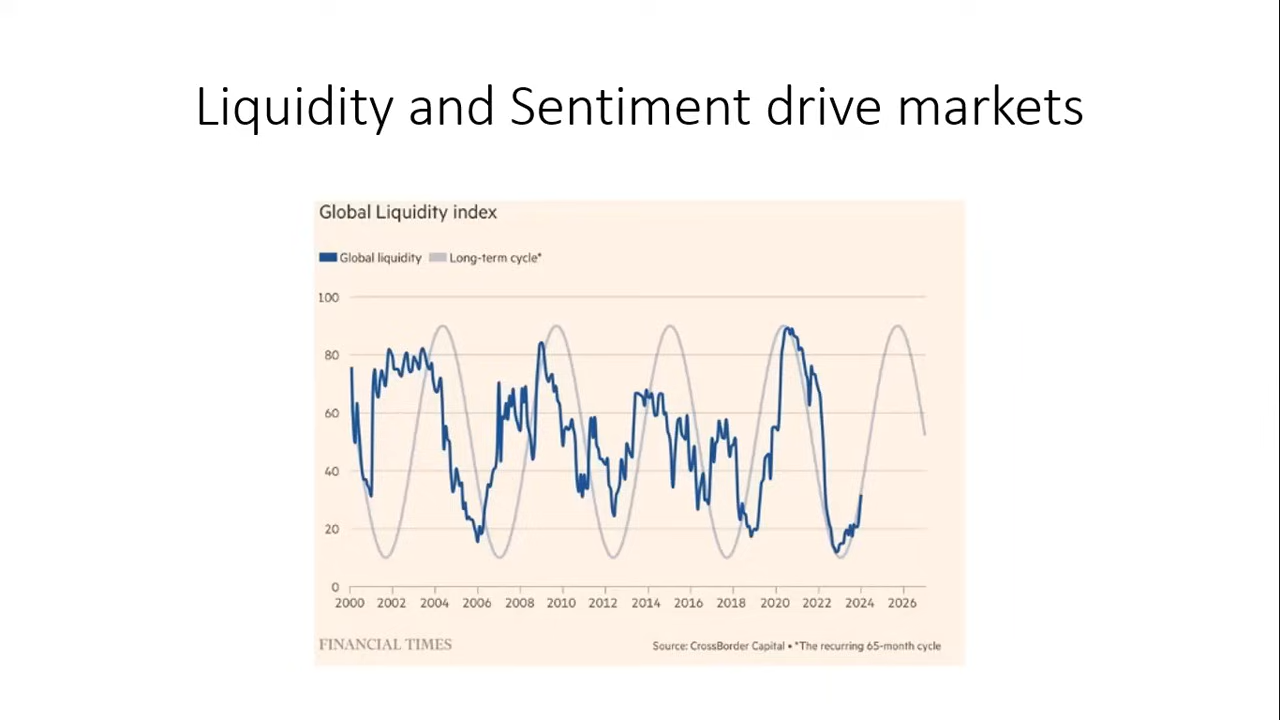 Liquidity and Sentiment drive markets
Global Liquidity index
Global liquidity Long-term cycle*
100
80
60
40
20
0
2000 2002 2004 2006 2008 2010 2012 2014 2016 2018 2020 2022 2024 2026
FINANCIAL TIMES Source: CrossBorder Capital • *The recurring 65-month cycle